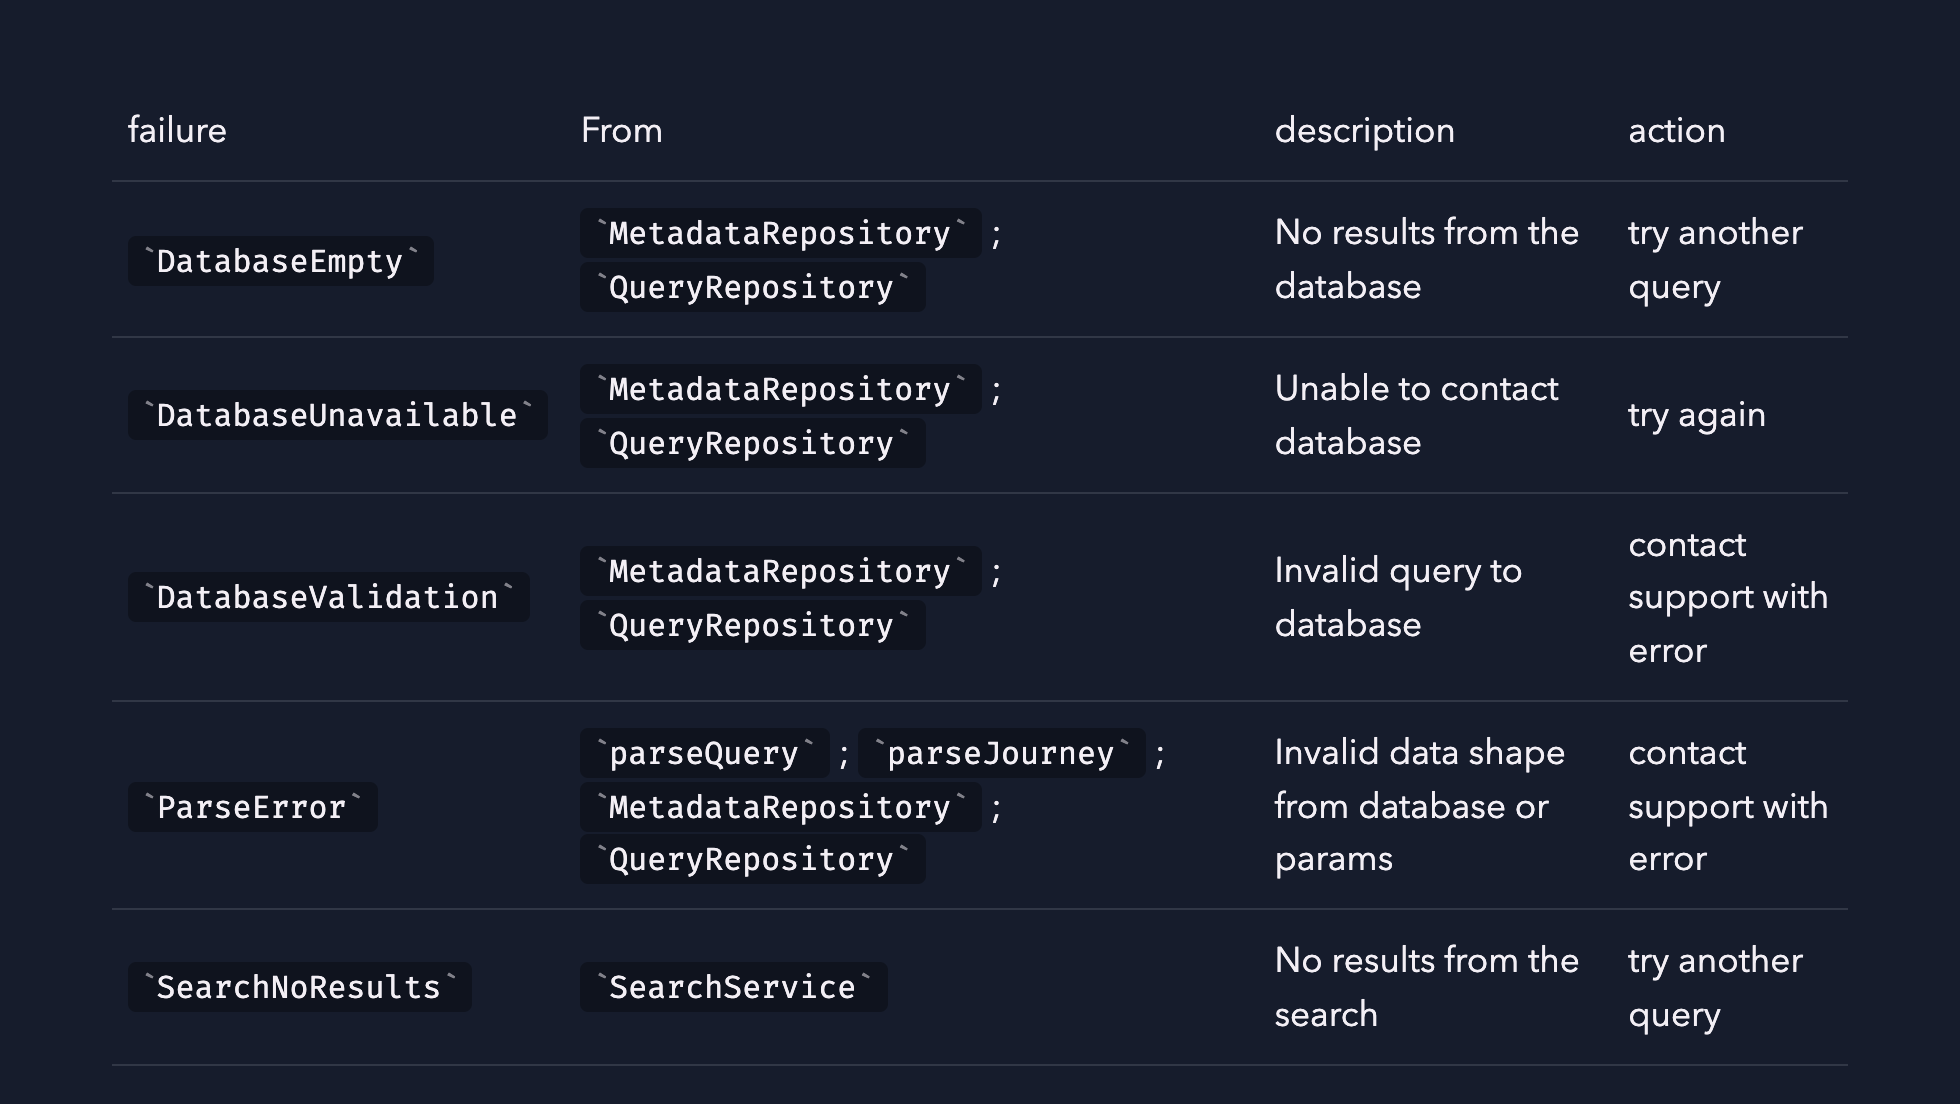 failure From description action
`DatabaseEmpty` `MetadataRepository` ; `QueryRepository` No results from the database try another query
`DatabaseUnavailable` `MetadataRepository` ; `QueryRepository` Unable to contact database try again
`DatabaseValidation` `MetadataRepository` ; `QueryRepository` Invalid query to database contact support with error
`ParseError` `parseQuery` ; `parseJourney` ; `MetadataRepository` ; `QueryRepository` Invalid data shape from database or params contact support with error
`SearchNoResults` `SearchService` No results from the search try another query